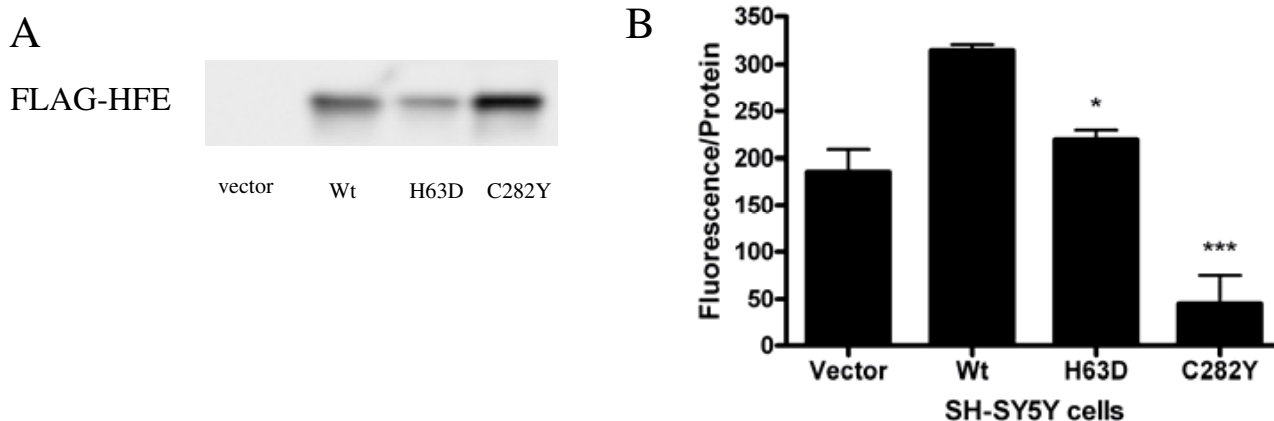 A
FLAG-HFE
vector Wt H63D C282Y
B
Fluorescence/Protein
350
300
250
200
150
100
50
0
*
***
Vector Wt H63D C282Y
SH-SY5Y cells